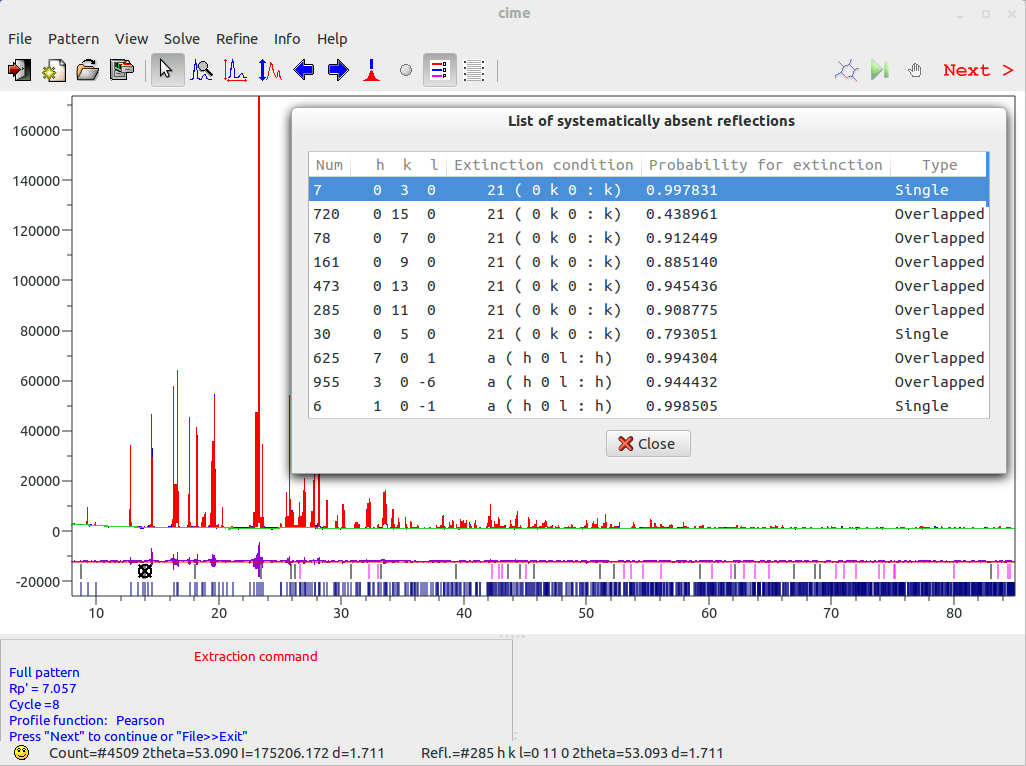 cime
File Pattern View Solve Refine Info Help
Next >
List of systematically absent reflections
Num h k l Extinction condition Probability for extinction Type
7 0 3 0 21 ( 0 k 0 : k) 0.997831 Single
720 0 15 0 21 ( 0 k 0 : k) 0.438961 Overlapped
78 0 7 0 21 ( 0 k 0 : k) 0.912449 Overlapped
161 0 9 0 21 ( 0 k 0 : k) 0.885140 Overlapped
473 0 13 0 21 ( 0 k 0 : k) 0.945436 Overlapped
285 0 11 0 21 ( 0 k 0 : k) 0.908775 Overlapped
30 0 5 0 21 ( 0 k 0 : k) 0.793051 Single
625 7 0 1 a ( h 0 l : h) 0.994304 Overlapped
955 3 0 -6 a ( h 0 l : h) 0.944432 Overlapped
6 1 0 -1 a ( h 0 l : h) 0.998505 Single
Close
160000
140000
120000
100000
80000
60000
40000
20000
0
-20000
10 20 30 40 50 60 70 80
Extraction command
Full pattern
Rp' = 7.057
Cycle =8
Profile function: Pearson
Press "Next" to continue or "File>>Exit"
Count=#4509 2theta=53.090 I=175206.172 d=1.711 Refl.=#285 h k l=0 11 0 2theta=53.093 d=1.711